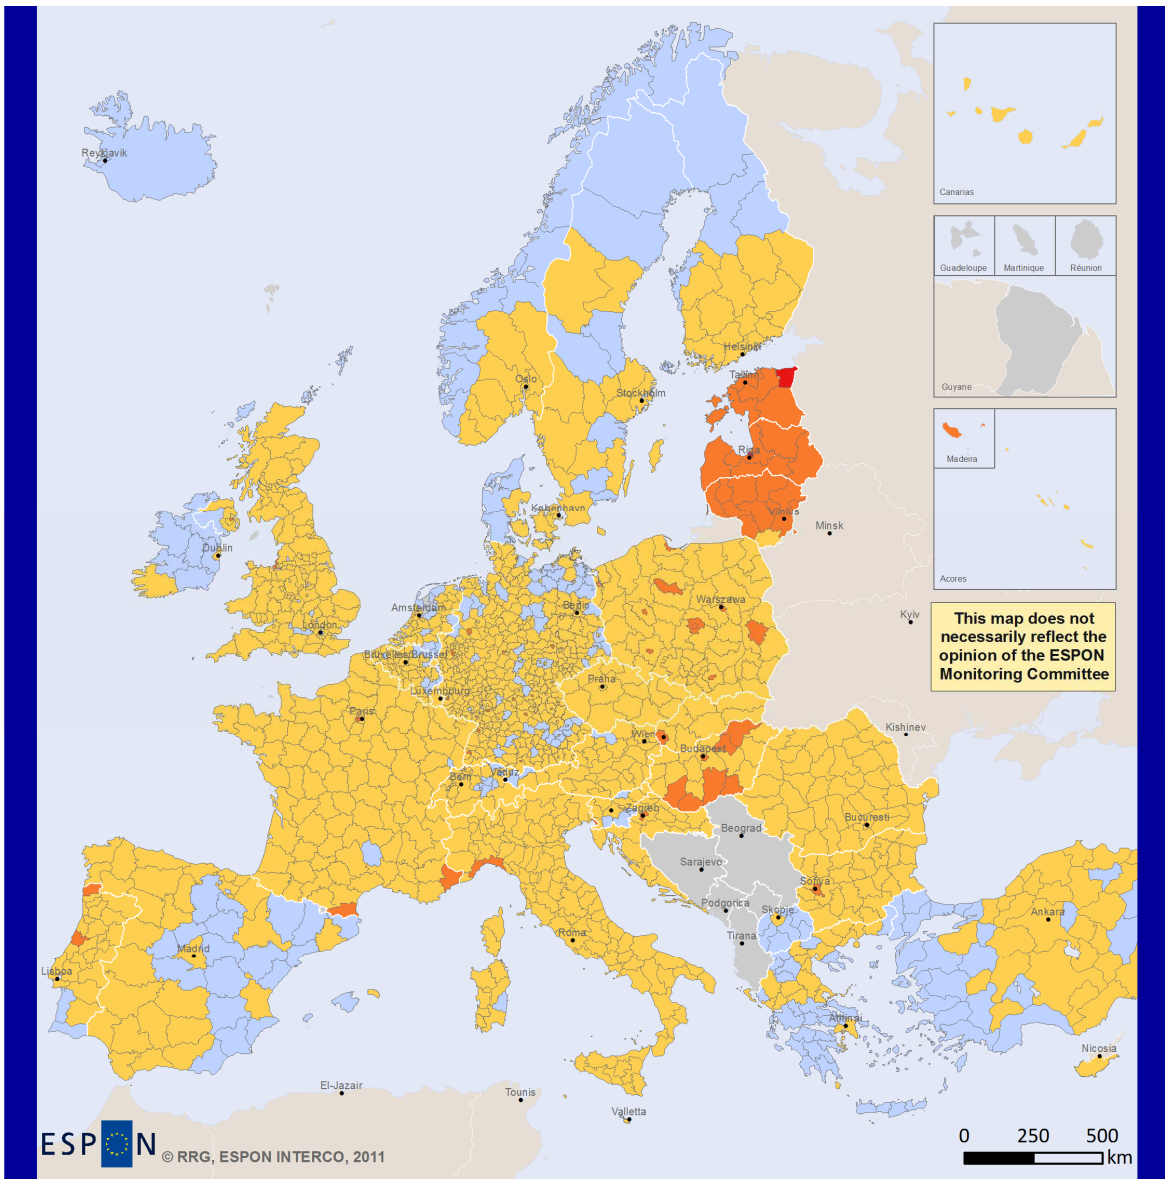 Reykjavik
Canarias
Guadeloupe
Martinique
Réunion
Guyane
Helsinki
Tallinn
Oslo
Stockholm
Riga
Madeira
København
Vilnius
Minsk
Dublin
Acores
Amsterdam
Berlin
Warszawa
Kyiv
London
Bruxelles/Brussel
Praha
Luxembourg
Paris
This map does not
necessarily reflect the
opinion of the ESPON
Monitoring Committee
Kishinev
Wien
Budapest
Bern
Vaduz
Zagreb
Bucuresti
Beograd
Sarajevo
Sofiya
Podgorica
Skopje
Ankara
Roma
Tirana
Madrid
Lisboa
Athinai
Nicosia
El-Jazair
Tounis
Valletta
0 250 500
km
ESPON
© RRG, ESPON INTERCO, 2011